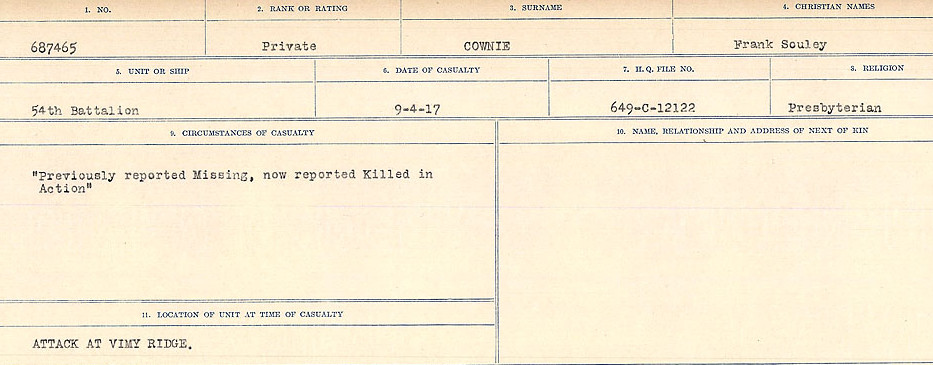 1. NO. 2. RANK OR RATING 3. SURNAME 4. CHRISTIAN NAMES
687465 Private COWNIE Frank Souley
5. UNIT OR SHIP 6. DATE OF CASUALTY 7. H.Q. FILE NO. 8. RELIGION
54th Battalion 9-4-17 649-C-12122 Presbyterian
9. CIRCUMSTANCES OF CASUALTY 10. NAME, RELATIONSHIP AND ADDRESS OF NEXT OF KIN
"Previously reported Missing, now reported Killed in
Action"
11. LOCATION OF UNIT AT TIME OF CASUALTY
ATTACK AT VIMY RIDGE.